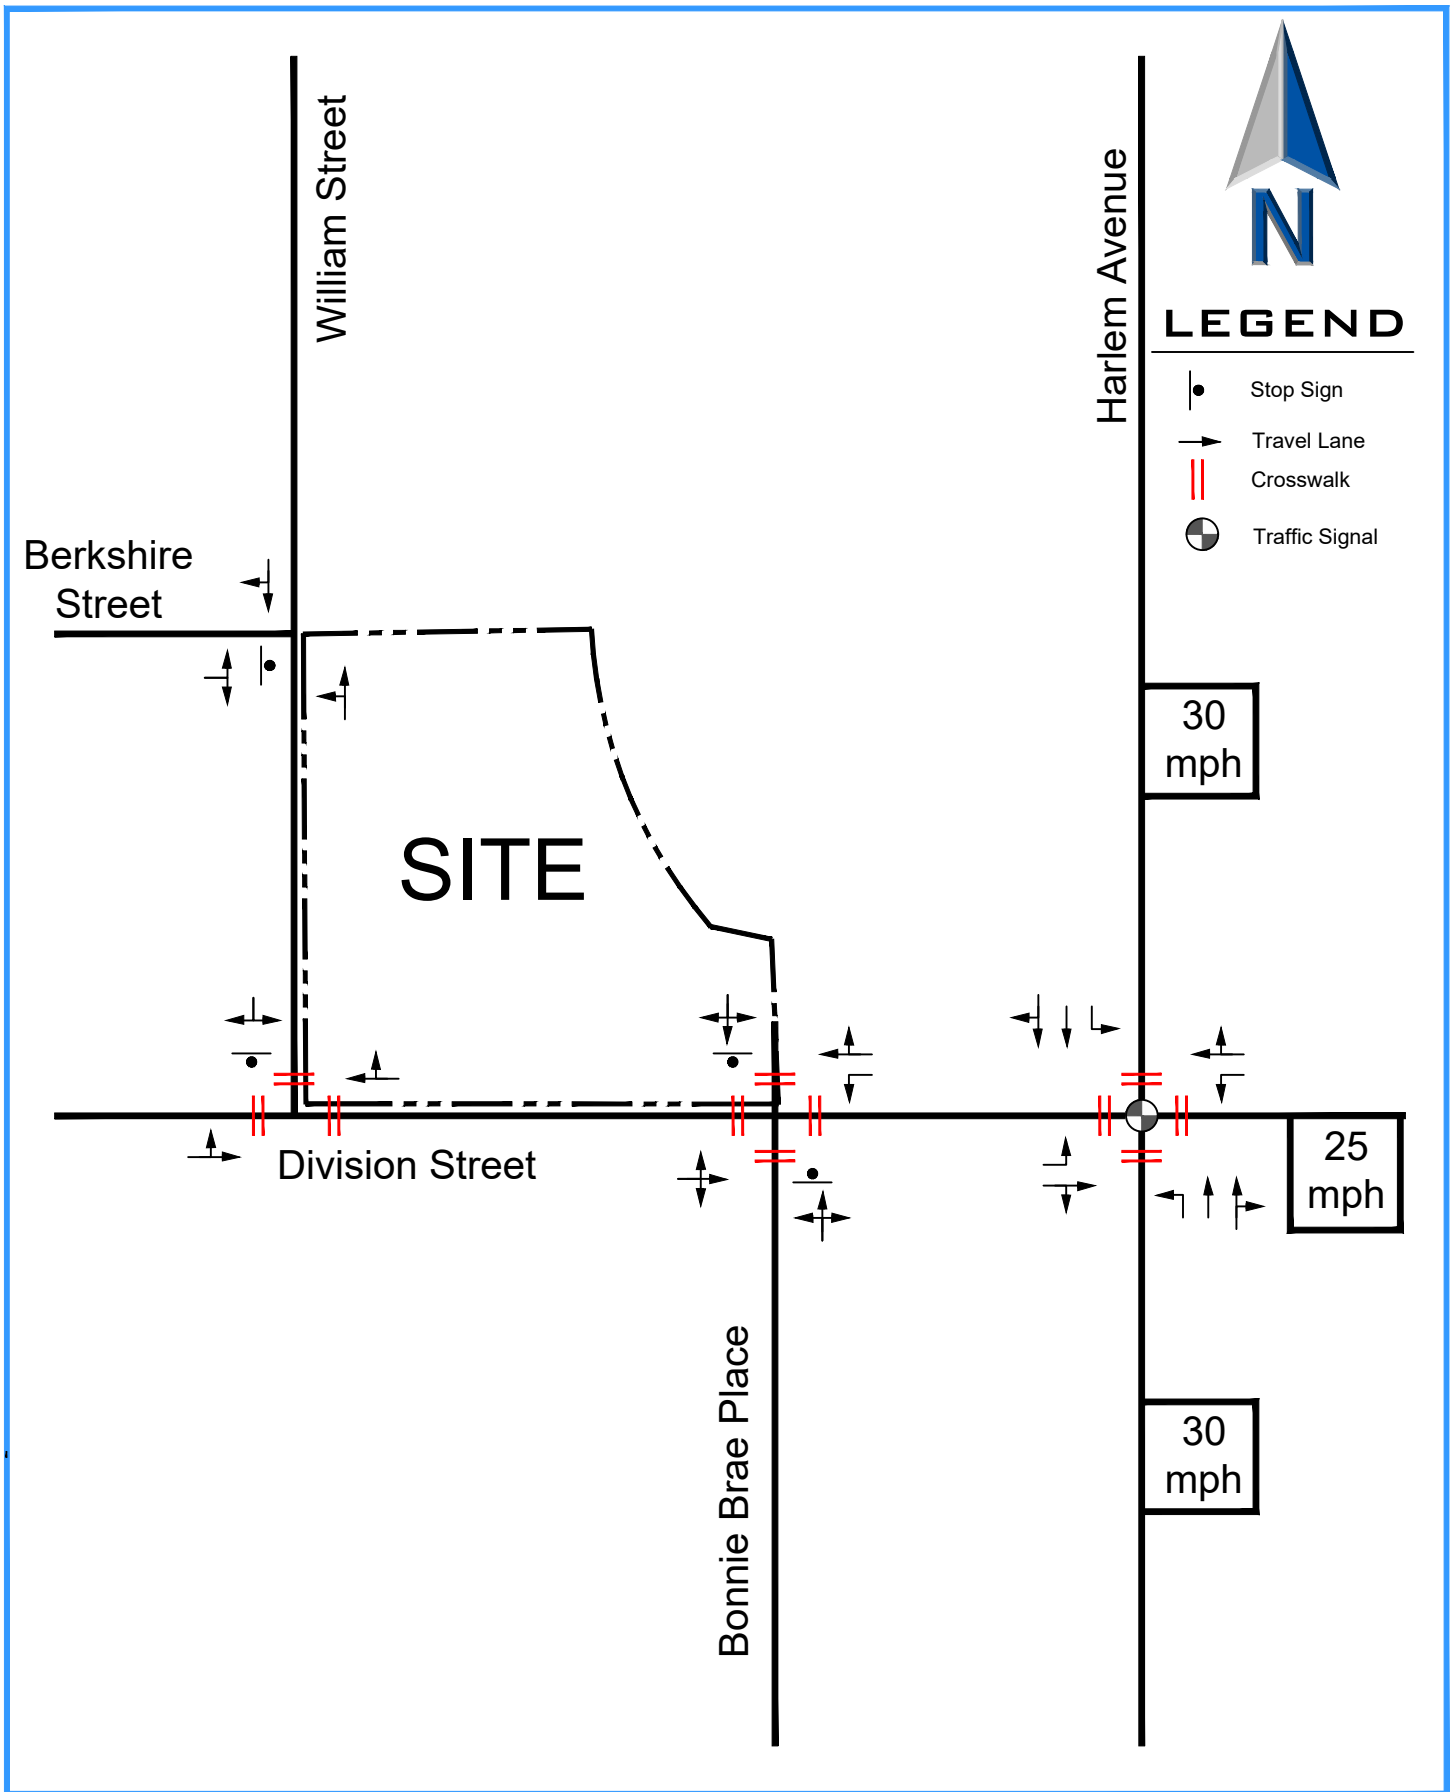 William Street
Harlem Avenue
N
LEGEND
Stop Sign
Travel Lane
Crosswalk
Traffic Signal
Berkshire
Street
30
mph
SITE
Division Street
25
mph
Bonnie Brae Place
30
mph